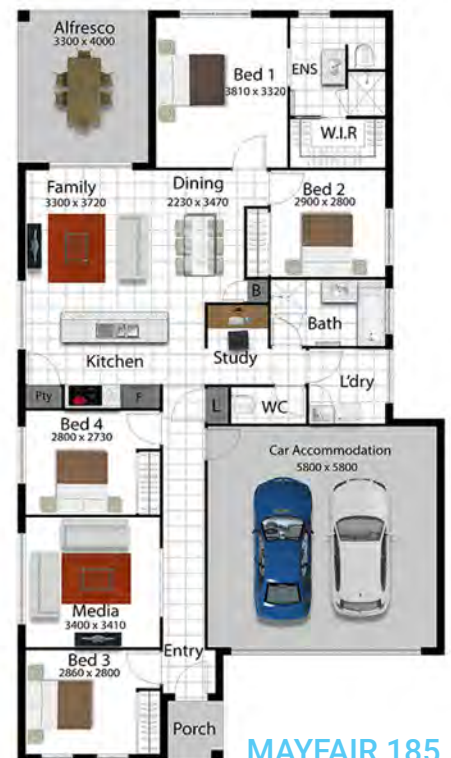 Alfresco
3300 x 4000
Bed 1
3810 x 3320
ENS
W.I.R
Family
3300 x 3720
Dining
2230 x 3470
Bed 2
2900 x 2800
B
Bath
Kitchen
Study
L'dry
Pty
F
L
WC
Bed 4
2800 x 2730
Car Accommodation
5800 x 5800
Media
3400 x 3410
Entry
Bed 3
2860 x 2800
Porch
MAYFAIR 185